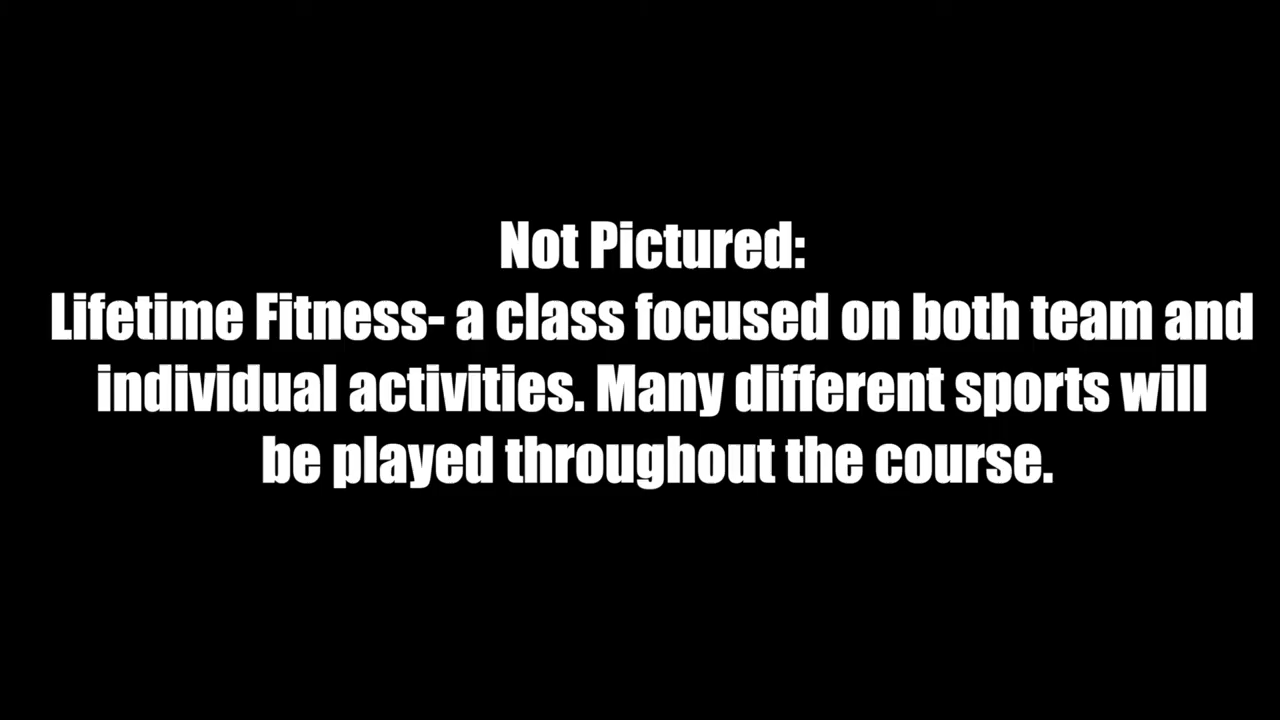 Not Pictured:
Lifetime Fitness- a class focused on both team and
individual activities. Many different sports will
be played throughout the course.